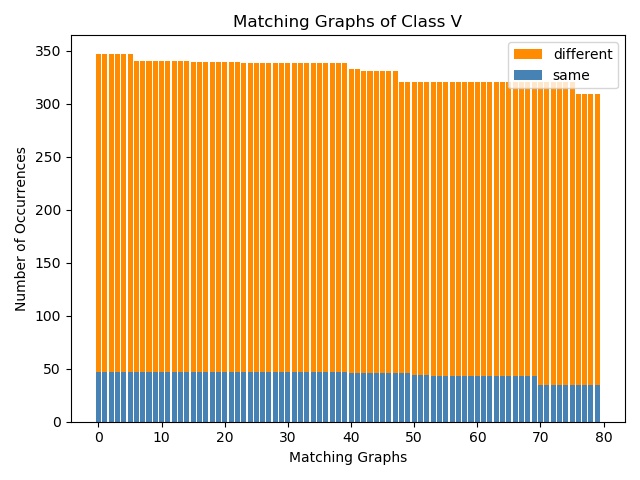 Matching Graphs of Class V
different
same
Number of Occurrences
350
300
250
200
150
100
50
0
0 10 20 30 40 50 60 70 80
Matching Graphs